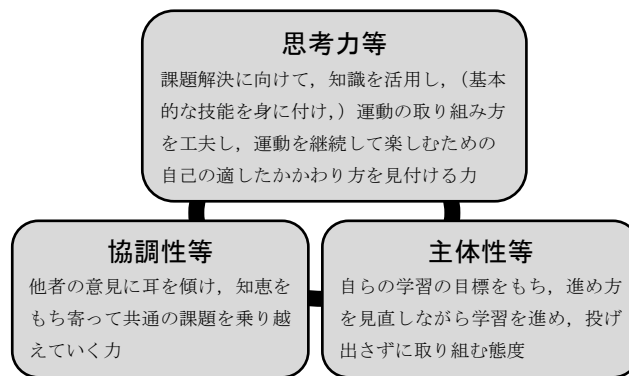 思考力等
課題解決に向けて，知識を活用し，（基本
的な技能を身に付け，）運動の取り組み方
を工夫し，運動を継続して楽しむための
自己の適したかかわり方を見付ける力
協調性等
他者の意見に耳を傾け，知恵を
もち寄って共通の課題を乗り越
えていく力
主体性等
自らの学習の目標をもち，進め方
を見直しながら学習を進め，投げ
出さずに取り組む態度